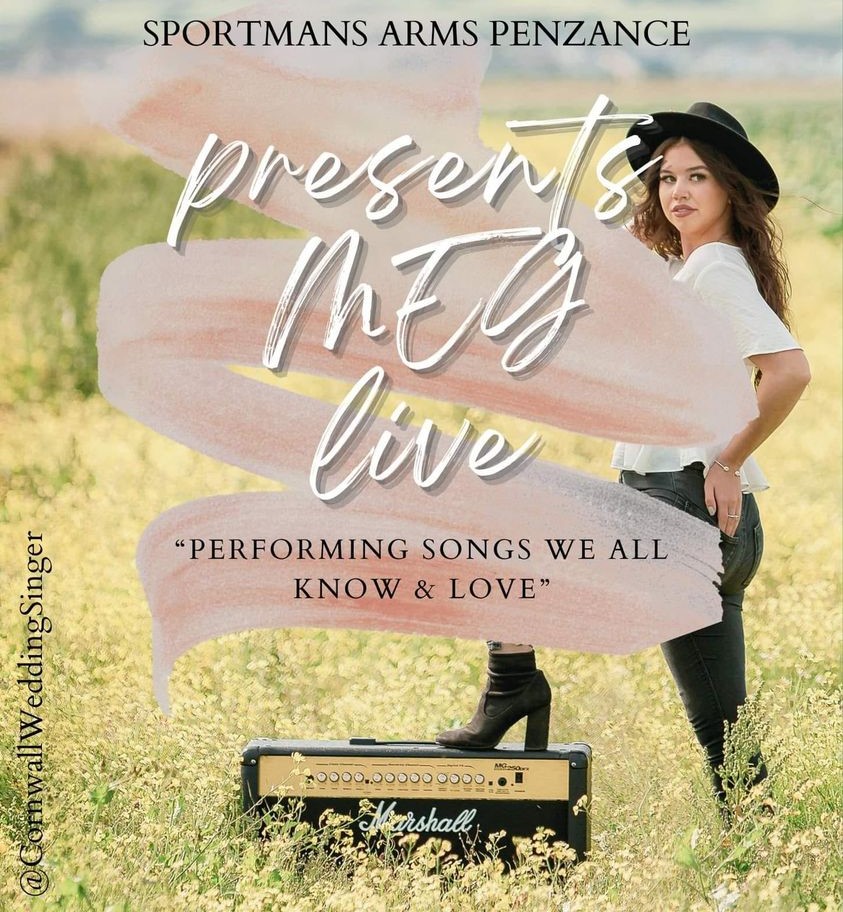 SPORTMANS ARMS PENZANCE
presents
MEG
live
“PERFORMING SONGS WE ALL
KNOW & LOVE”
@CornwallWeddingSinger
Marshall